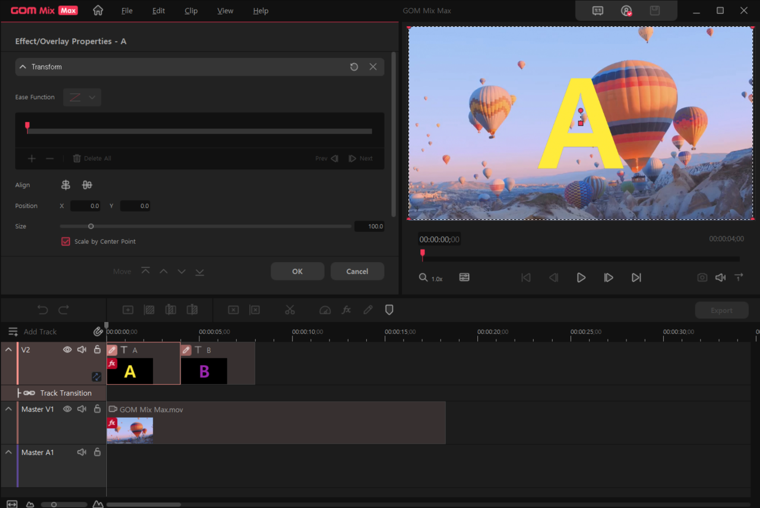 GOM Mix Max File Edit Clip View Help GOM Mix Max
Effect/Overlay Properties - A
Transform
Ease Function
Delete All Prev Next
Align
Position X 0.0 Y 0.0
Size 100.0
Scale by Center Point
Move OK Cancel
A
00:00:00;00 00:00:04;00
1.0x
Export
Add Track 00:00:00;00 00:00:05;00 00:00:10;00 00:00:15;00 00:00:20;00 00:00:25;00 00:00:30;00
V2 T A T B
fx A B
Track Transition
Master V1 GOM Mix Max.mov
fx
Master A1